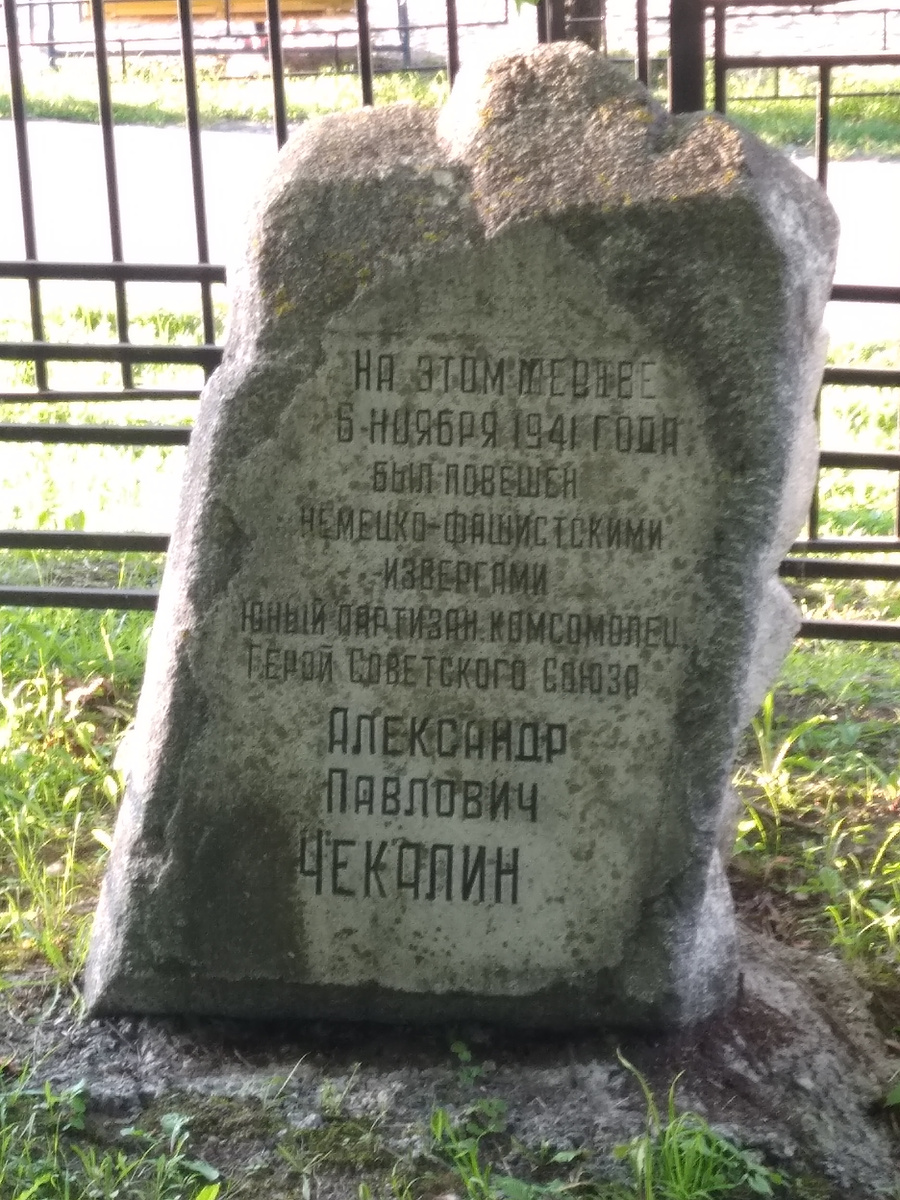 На этом
6 ноября 1941 года
был повешен
немецко-фашистскими
извергами
юный партизан комсомолец
Герой Советского Союза
Александр
Павлович
Чекалин